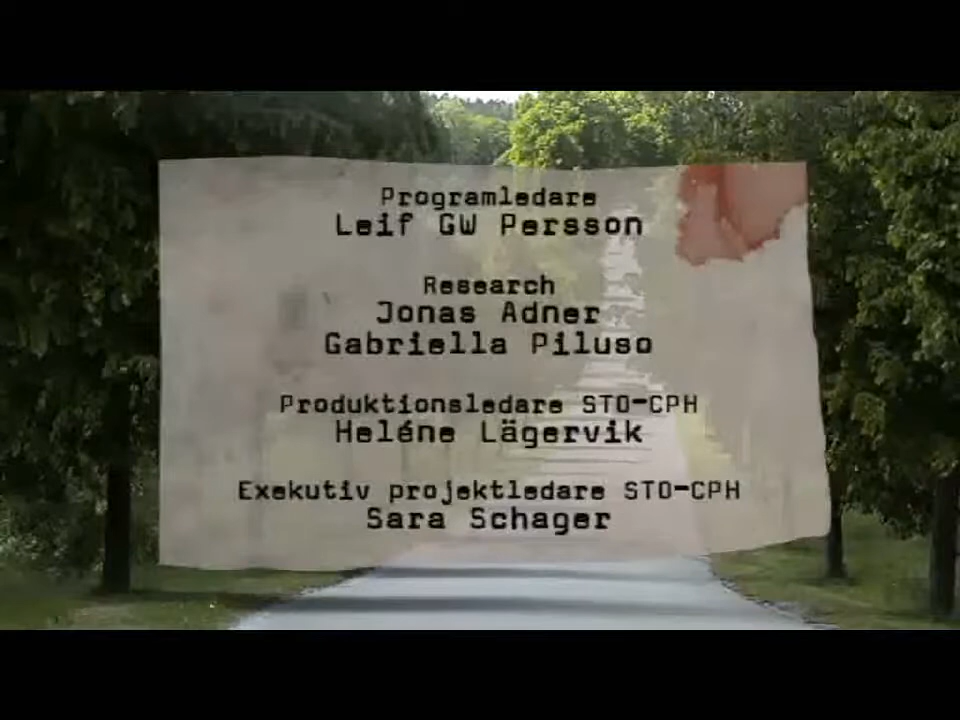 Programledare
Leif GW Persson
Research
Jonas Adner
Gabriella Piluso
Produktionsledare STO-CPH
Heléne Lägervik
Exekutiv projektledare STO-CPH
Sara Schager